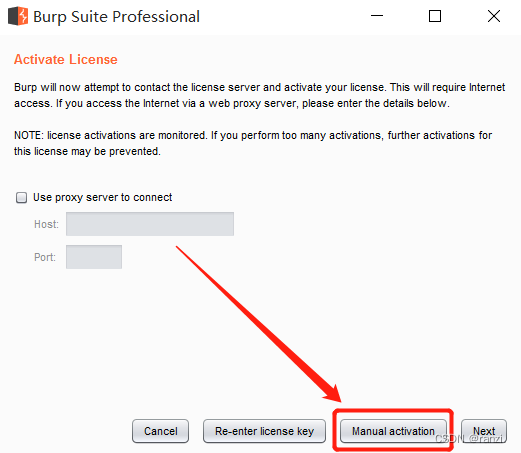 Burp Suite Professional
Activate License
Burp will now attempt to contact the license server and activate your license. This will require Internet
access. If you access the Internet via a web proxy server, please enter the details below.
NOTE: license activations are monitored. If you perform too many activations, further activations for
this license may be prevented.
Use proxy server to connect
Host:
Port:
Cancel Re-enter license key Manual activation Next
CSDN @ranzi